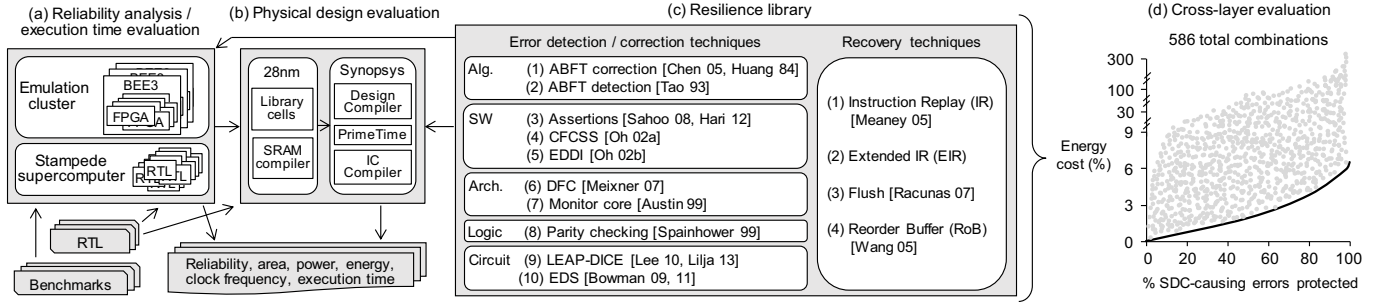 (a) Reliability analysis /
execution time evaluation
Emulation
cluster
BEE3
BEE3
FPGA
FPGA
Stampede
supercomputer
RTL
RTL
RTL
Benchmarks
(b) Physical design evaluation
28nm
Library
cells
SRAM
compiler
Synopsys
Design
Compiler
PrimeTime
IC
Compiler
Reliability, area, power, energy,
clock frequency, execution time
(c) Resilience library
Error detection / correction techniques
Alg.
(1) ABFT correction [Chen 05, Huang 84]
(2) ABFT detection [Tao 93]
SW
(3) Assertions [Sahoo 08, Hari 12]
(4) CFCSS [Oh 02a]
(5) EDDI [Oh 02b]
Arch.
(6) DFC [Meixner 07]
(7) Monitor core [Austin 99]
Logic
(8) Parity checking [Spainhower 99]
Circuit
(9) LEAP-DICE [Lee 10, Lilja 13]
(10) EDS [Bowman 09, 11]
Recovery techniques
(1) Instruction Replay (IR)
[Meaney 05]
(2) Extended IR (EIR)
(3) Flush [Racunas 07]
(4) Reorder Buffer (RoB)
[Wang 05]
(d) Cross-layer evaluation
586 total combinations
Energy
cost (%)
300
100
30
9
6
3
0
0 20 40 60 80 100
% SDC-causing errors protected